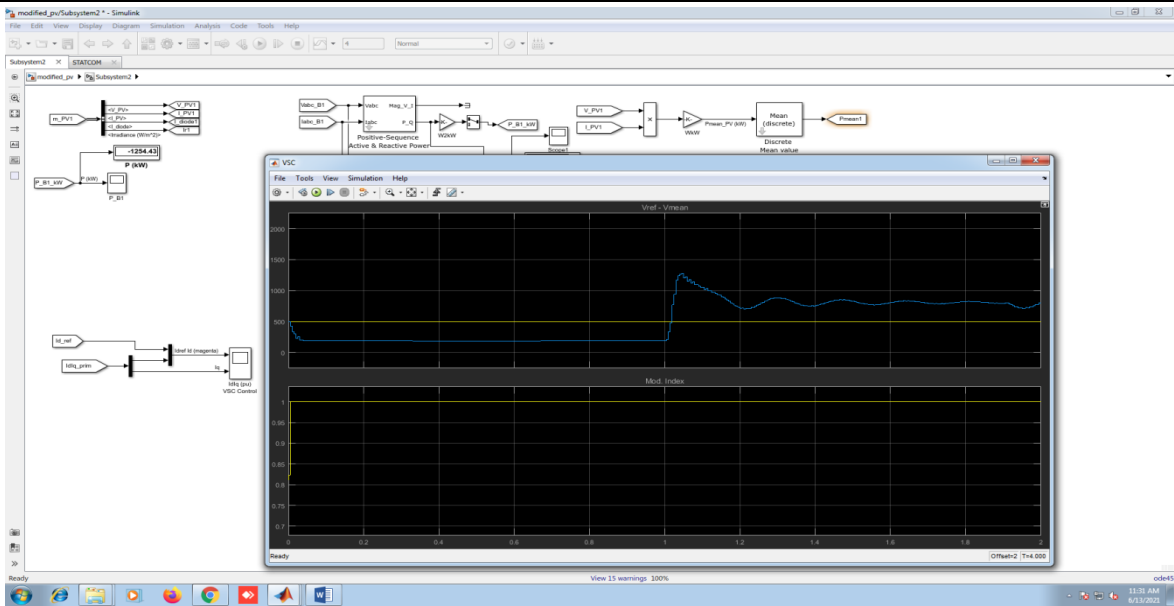 modified_pv/Subsystem2 * - Simulink
File Edit View Display Diagram Simulation Analysis Code Tools Help
4
Normal
Subsystem2
STATCOM
modified_pv
Subsystem2
m_PV1
<V_PV>
<I_PV>
<I_diode>
<Irradiance (W/m^2)>
V_PV1
I_PV1
I_diode1
Ir1
-1254.43
P (kW)
P_B1_kW
P (kW)
P_B1
Vabc_B1
Iabc_B1
Vabc
Iabc
Mag_V_I
P_Q
Positive-Sequence
Active & Reactive Power
K-
W2kW
P_B1_kW
Scope1
V_PV1
I_PV1
×
K-
WkW
Pmean_PV (kW)
Mean
(discrete)
Discrete
Mean value
Pmean1
Id_ref
IdIq_prim
Idref Id (magenta)
Iq
IdIq (pu)
VSC Control
VSC
File Tools View Simulation Help
Vref - Vmean
2000
1500
1000
500
0
Mod. Index
1
0.95
0.9
0.85
0.8
0.75
0.7
0 0.2 0.4 0.6 0.8 1 1.2 1.4 1.6 1.8 2
Ready
Offset=2 T=4.000
Ready
View 15 warnings 100%
ode45
W
11:31 AM
6/13/2021